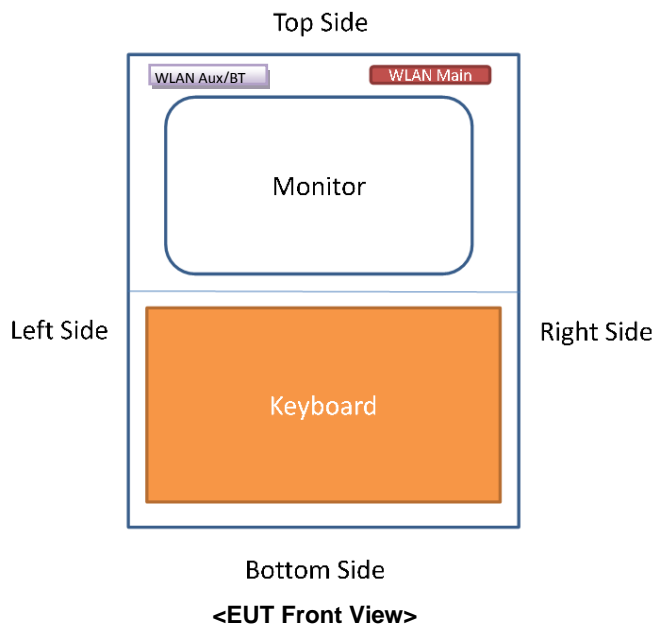 Top Side
WLAN Aux/BT
WLAN Main
Monitor
Left Side
Right Side
Keyboard
Bottom Side
<EUT Front View>